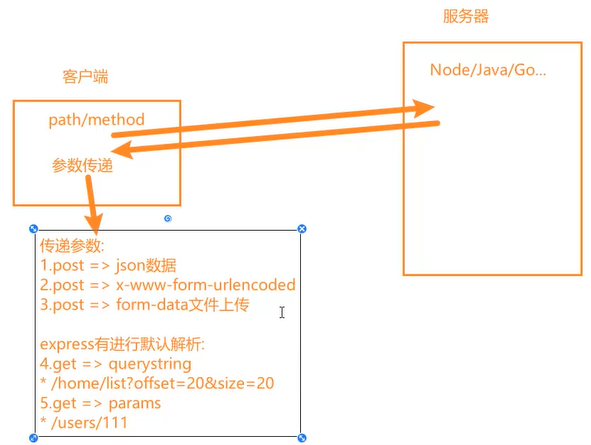 服务器
Node/Java/Go...
客户端
path/method
参数传递
传递参数:
1.post => json数据
2.post => x-www-form-urlencoded
3.post => form-data文件上传
express有进行默认解析:
4.get => querystring
* /home/list?offset=20&size=20
5.get => params
* /users/111